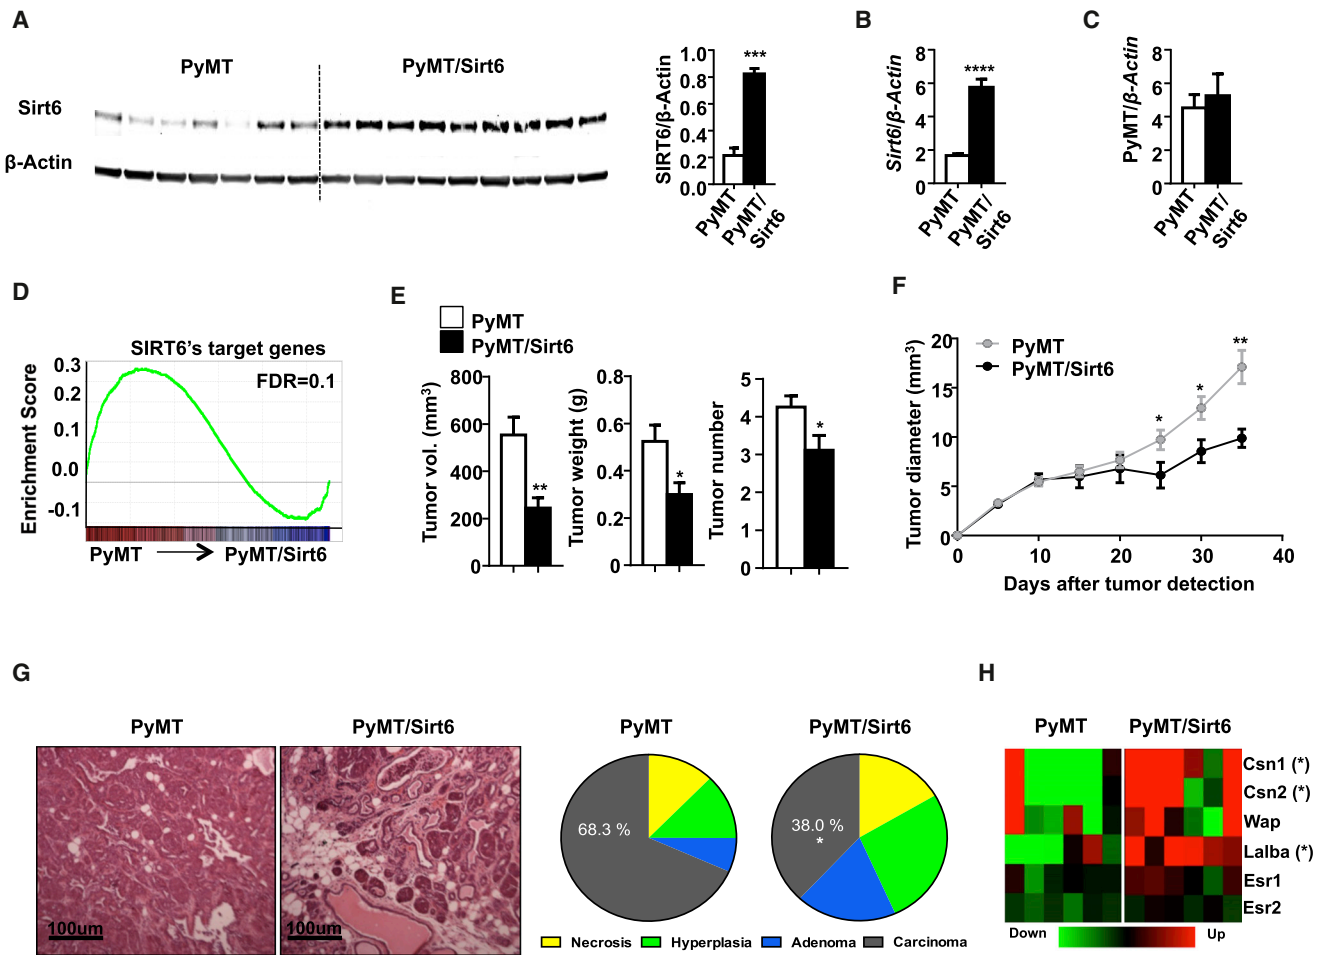 A
PyMT
PyMT/Sirt6
Sirt6
β-Actin
SIRT6/β-Actin
1.0
0.8
0.6
0.4
0.2
0.0
***
PyMT
PyMT/
Sirt6
B
Sirt6/β-Actin
8
6
4
2
0
****
PyMT
PyMT/
Sirt6
C
PyMT/β-Actin
8
6
4
2
0
PyMT
PyMT/
Sirt6
D
SIRT6's target genes
FDR=0.1
Enrichment Score
0.3
0.2
0.1
0.0
-0.1
PyMT
PyMT/Sirt6
E
PyMT
PyMT/Sirt6
Tumor vol. (mm³)
800
600
400
200
0
**
Tumor weight (g)
0.8
0.6
0.4
0.2
0
*
Tumor number
5
4
3
2
1
0
*
F
Tumor diameter (mm³)
20
15
10
5
0
PyMT
PyMT/Sirt6
*
*
**
0
10
20
30
40
Days after tumor detection
G
PyMT
PyMT/Sirt6
100um
100um
PyMT
68.3 %
PyMT/Sirt6
38.0 %
*
Necrosis
Hyperplasia
Adenoma
Carcinoma
H
PyMT
PyMT/Sirt6
Csn1 (*)
Csn2 (*)
Wap
Lalba (*)
Esr1
Esr2
Down
Up